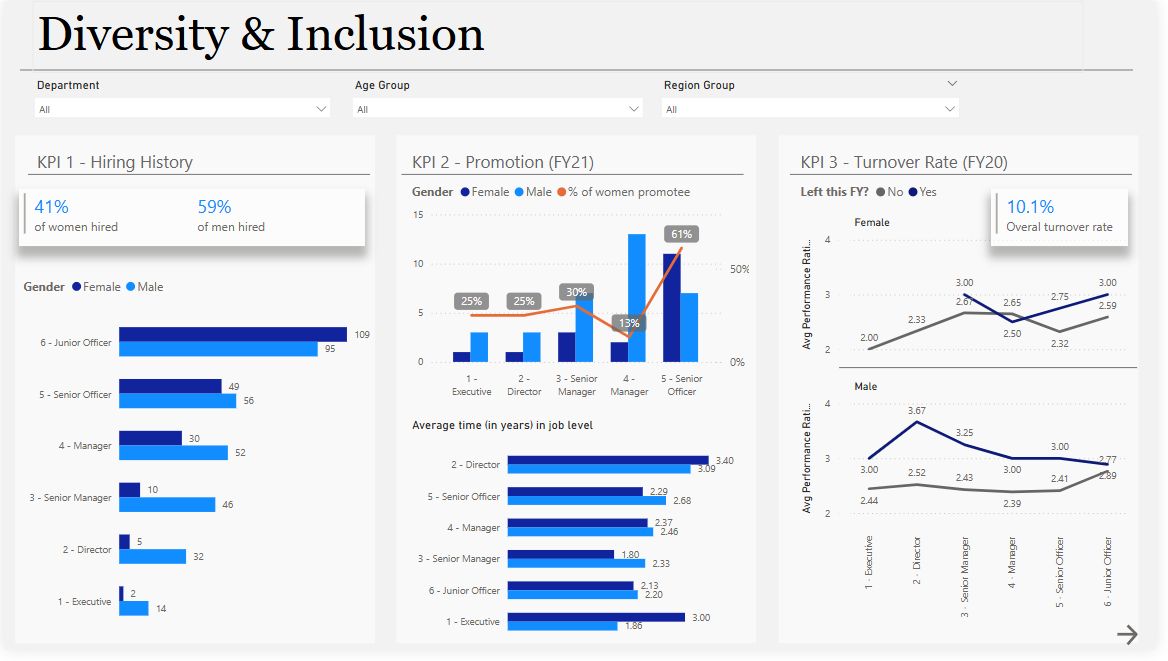 Diversity & Inclusion
Department
All
Age Group
All
Region Group
All
KPI 1 - Hiring History
41%
of women hired
59%
of men hired
Gender Female Male
6 - Junior Officer 109 95
5 - Senior Officer 49 56
4 - Manager 30 52
3 - Senior Manager 10 46
2 - Director 5 32
1 - Executive 2 14
KPI 2 - Promotion (FY21)
Gender Female Male % of women promotee
15
10
5
0
50%
0%
25% 25% 30% 13% 61%
1 - Executive
2 - Director
3 - Senior Manager
4 - Manager
5 - Senior Officer
Average time (in years) in job level
2 - Director 3.40 3.09
5 - Senior Officer 2.29 2.68
4 - Manager 2.37 2.46
3 - Senior Manager 1.80 2.33
6 - Junior Officer 2.13 2.20
1 - Executive 3.00 1.86
KPI 3 - Turnover Rate (FY20)
Left this FY? No Yes
10.1%
Overal turnover rate
Female
Avg Performance Rati...
4
3
2
3.00 2.50 2.75 3.00
2.00 2.33 2.67 2.65 2.32 2.59
Male
Avg Performance Rati...
4
3
2
3.00 3.67 3.25 3.00 3.00 2.89
2.44 2.52 2.43 2.39 2.41 2.77
1 - Executive
2 - Director
3 - Senior Manager
4 - Manager
5 - Senior Officer
6 - Junior Officer